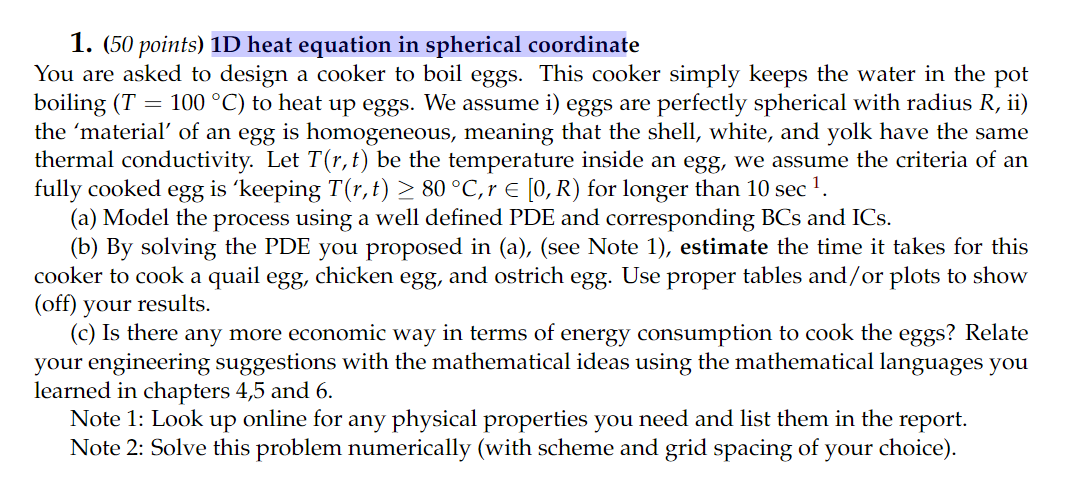 1. (50 points) 1D heat equation in spherical coordinate
You are asked to design a cooker to boil eggs. This cooker simply keeps the water in the pot
boiling (T = 100 °C) to heat up eggs. We assume i) eggs are perfectly spherical with radius R, ii)
the ‘material’ of an egg is homogeneous, meaning that the shell, white, and yolk have the same
thermal conductivity. Let T(r, t) be the temperature inside an egg, we assume the criteria of an
fully cooked egg is ‘keeping T(r, t) ≥ 80 °C, r ∈ [0, R) for longer than 10 sec ¹.
(a) Model the process using a well defined PDE and corresponding BCs and ICs.
(b) By solving the PDE you proposed in (a), (see Note 1), estimate the time it takes for this
cooker to cook a quail egg, chicken egg, and ostrich egg. Use proper tables and/or plots to show
(off) your results.
(c) Is there any more economic way in terms of energy consumption to cook the eggs? Relate
your engineering suggestions with the mathematical ideas using the mathematical languages you
learned in chapters 4,5 and 6.
Note 1: Look up online for any physical properties you need and list them in the report.
Note 2: Solve this problem numerically (with scheme and grid spacing of your choice).